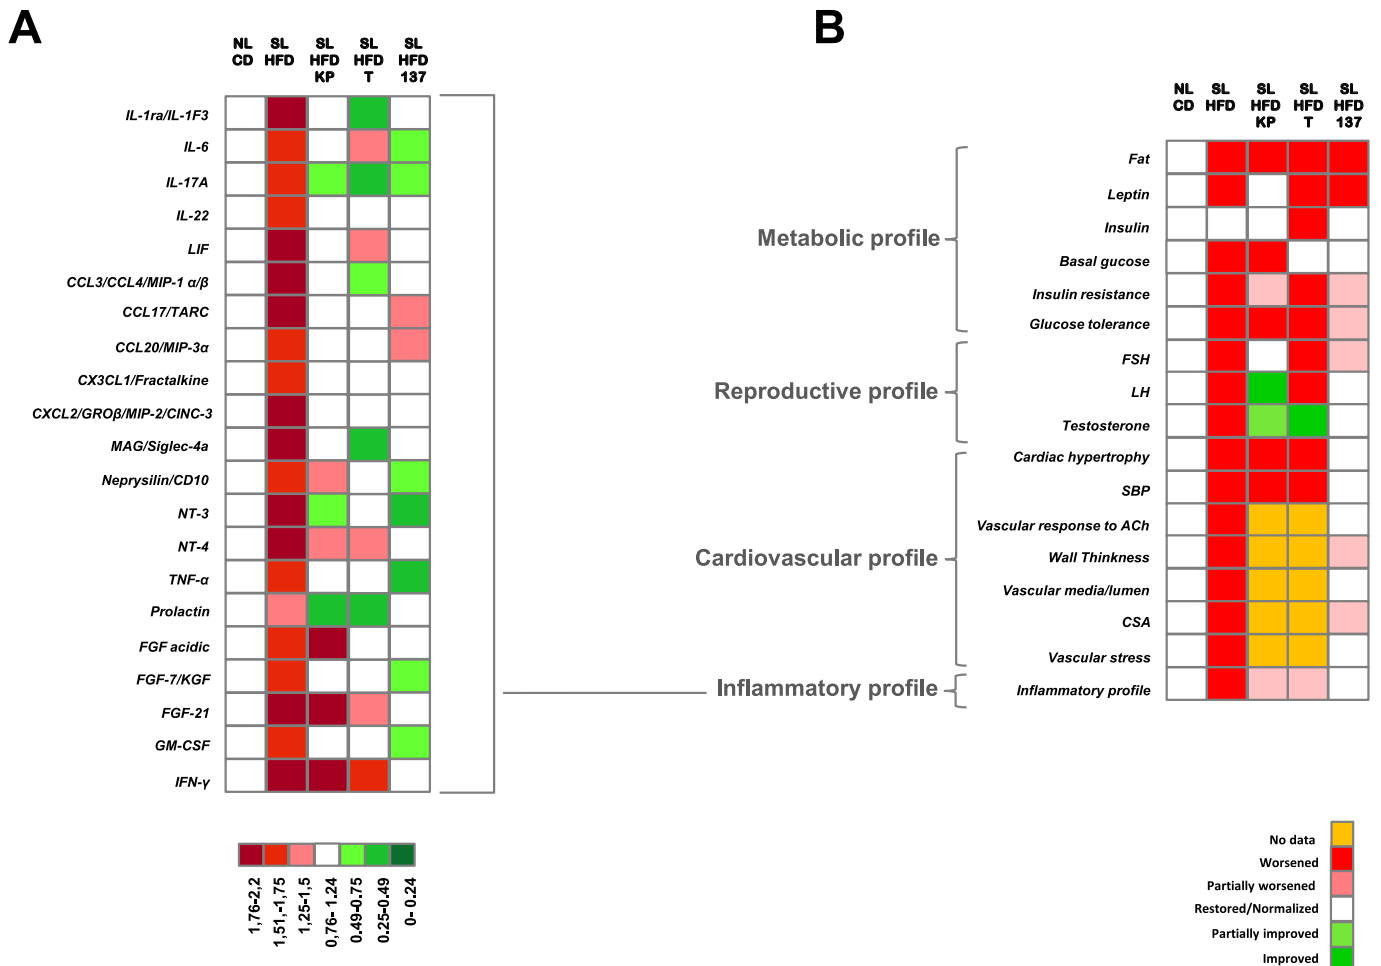 A
B
NL
CD
SL
HFD
SL
HFD
KP
SL
HFD
T
SL
HFD
137
IL-1ra/IL-1F3
IL-6
IL-17A
IL-22
LIF
CCL3/CCL4/MIP-1 α/β
CCL17/TARC
CCL20/MIP-3α
CX3CL1/Fractalkine
CXCL2/GROβ/MIP-2/CINC-3
MAG/Siglec-4a
Neprysilin/CD10
NT-3
NT-4
TNF-α
Prolactin
FGF acidic
FGF-7/KGF
FGF-21
GM-CSF
IFN-γ
1,76-2,2
1,51,-1,75
1,25-1,5
0,76- 1.24
0.49-0.75
0.25-0.49
0- 0.24
Metabolic profile
Reproductive profile
Cardiovascular profile
Inflammatory profile
NL
CD
SL
HFD
SL
HFD
KP
SL
HFD
T
SL
HFD
137
Fat
Leptin
Insulin
Basal gucose
Insulin resistance
Glucose tolerance
FSH
LH
Testosterone
Cardiac hypertrophy
SBP
Vascular response to ACh
Wall Thinkness
Vascular media/lumen
CSA
Vascular stress
Inflammatory profile
No data
Worsened
Partially worsened
Restored/Normalized
Partially improved
Improved